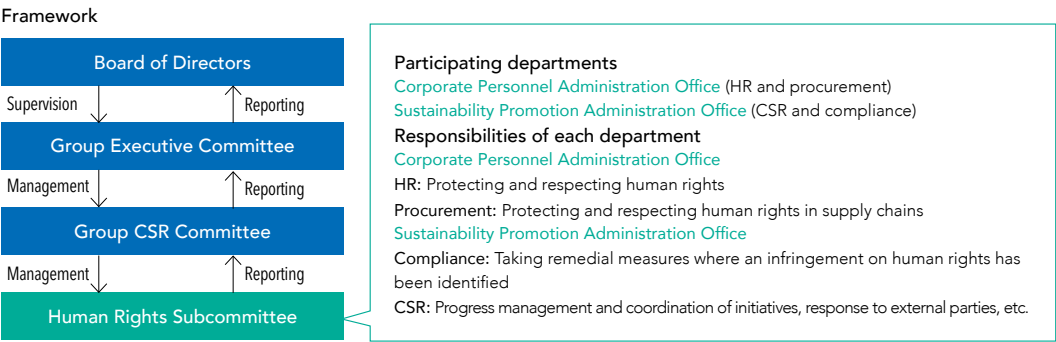 Framework
Board of Directors
Supervision
Reporting
Group Executive Committee
Management
Reporting
Group CSR Committee
Management
Reporting
Human Rights Subcommittee
Participating departments
Corporate Personnel Administration Office (HR and procurement)
Sustainability Promotion Administration Office (CSR and compliance)
Responsibilities of each department
Corporate Personnel Administration Office
HR: Protecting and respecting human rights
Procurement: Protecting and respecting human rights in supply chains
Sustainability Promotion Administration Office
Compliance: Taking remedial measures where an infringement on human rights has
been identified
CSR: Progress management and coordination of initiatives, response to external parties, etc.